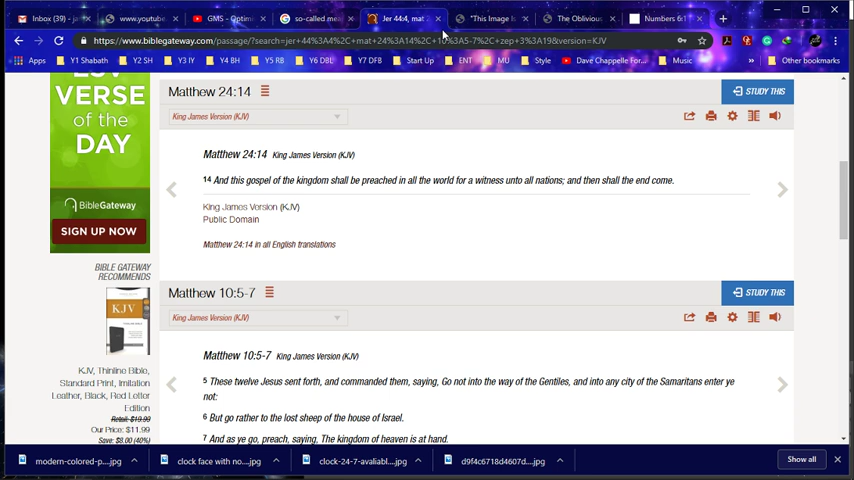 Inbox (39) - jo
www.youtube
GMS - Optim
so-called.mea
Jer 44:4, mat
"This Image Is
The Oblivious
Numbers 6:1
https://www.biblegateway.com/passage/?search=jer+44%3A4%2C+mat+24%3A14%2C+10%3A5-7%2C+zep+3%3A19&version=KJV
Apps
Y1 Shabath
Y2 SH
Y3 IY
Y4 BH
Y5 RB
Y6 DBL
Y7 DFB
Start Up
ENT
MU
Style
Dave Chappelle For...
Music
Other bookmarks
VERSE
of the
DAY
BibleGateway
SIGN UP NOW
BIBLE GATEWAY
RECOMMENDS
KJV
KJV, Thinline Bible,
Standard Print, Imitation
Leather, Black, Red Letter
Edition
Retail: $19.99
Our Price: $11.99
Save: $8.00 (40%)
Matthew 24:14
STUDY THIS
King James Version (KJV)
Matthew 24:14 King James Version (KJV)
14 And this gospel of the kingdom shall be preached in all the world for a witness unto all nations; and then shall the end come.
King James Version (KJV)
Public Domain
Matthew 24:14 in all English translations
Matthew 10:5-7
STUDY THIS
King James Version (KJV)
Matthew 10:5-7 King James Version (KJV)
5 These twelve Jesus sent forth, and commanded them, saying, Go not into the way of the Gentiles, and into any city of the Samaritans enter ye
not:
6 But go rather to the lost sheep of the house of Israel.
7 And as ye go, preach, saying, The kingdom of heaven is at hand.
modern-colored-p....jpg
clock face with no....jpg
clock-24-7-avaliabl....jpg
d9f4c6718d4607d....jpg
Show all